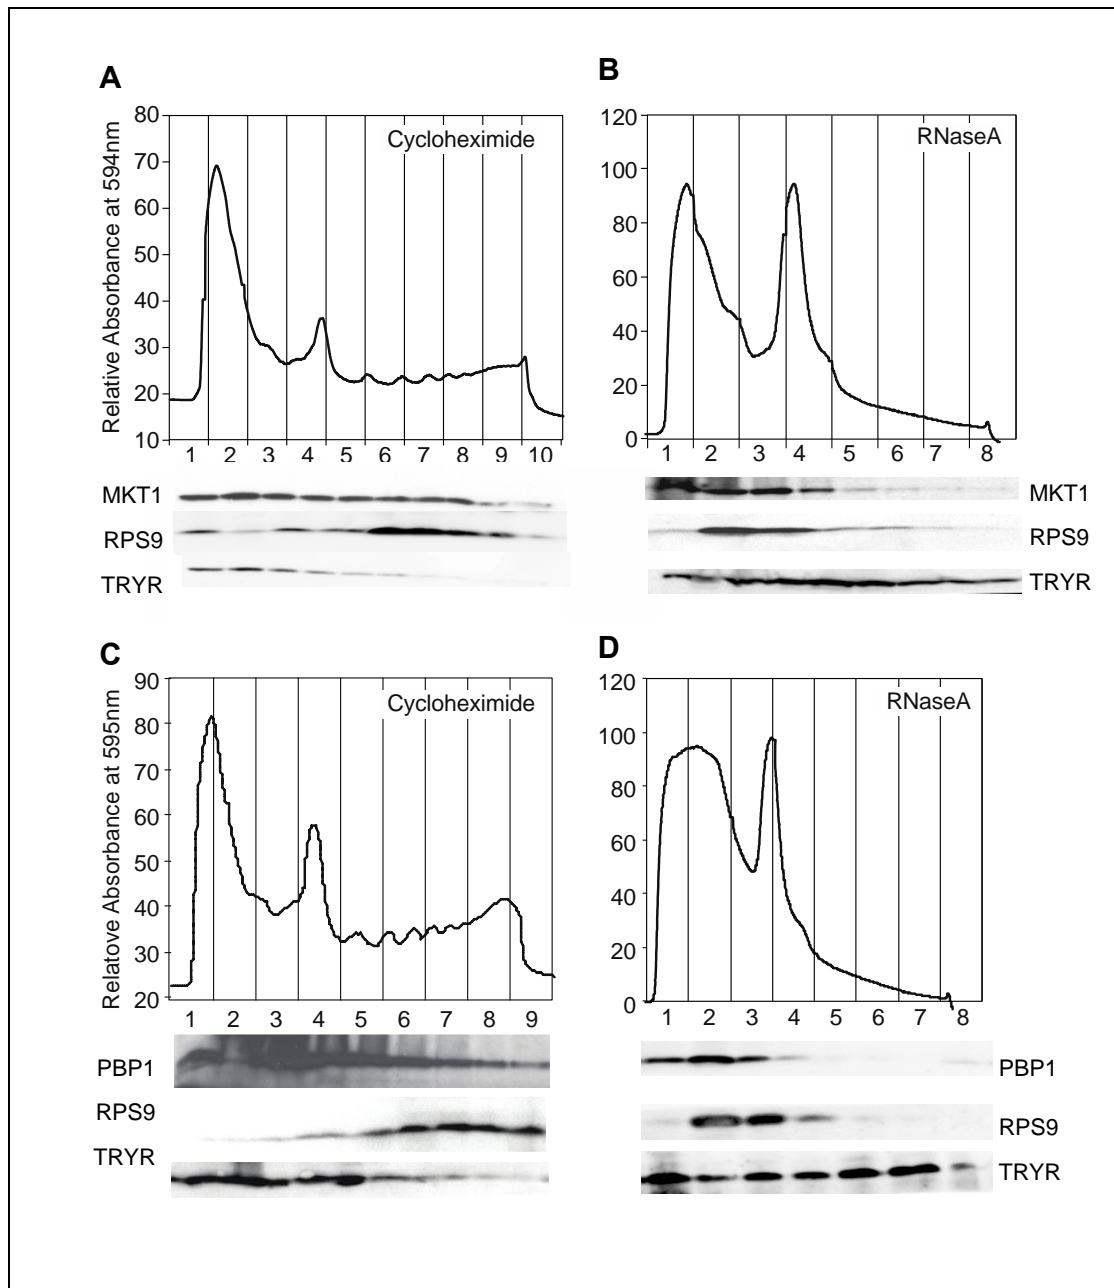 A
Relative Absorbance at 594nm
80
70
60
50
40
30
20
10
Cycloheximide
1 2 3 4 5 6 7 8 9 10
MKT1
RPS9
TRYR
B
120
100
80
60
40
20
0
RNaseA
1 2 3 4 5 6 7 8
MKT1
RPS9
TRYR
C
Relatove Absorbance at 595nm
90
80
70
60
50
40
30
20
Cycloheximide
1 2 3 4 5 6 7 8 9
PBP1
RPS9
TRYR
D
120
100
80
60
40
20
0
RNaseA
1 2 3 4 5 6 7 8
PBP1
RPS9
TRYR